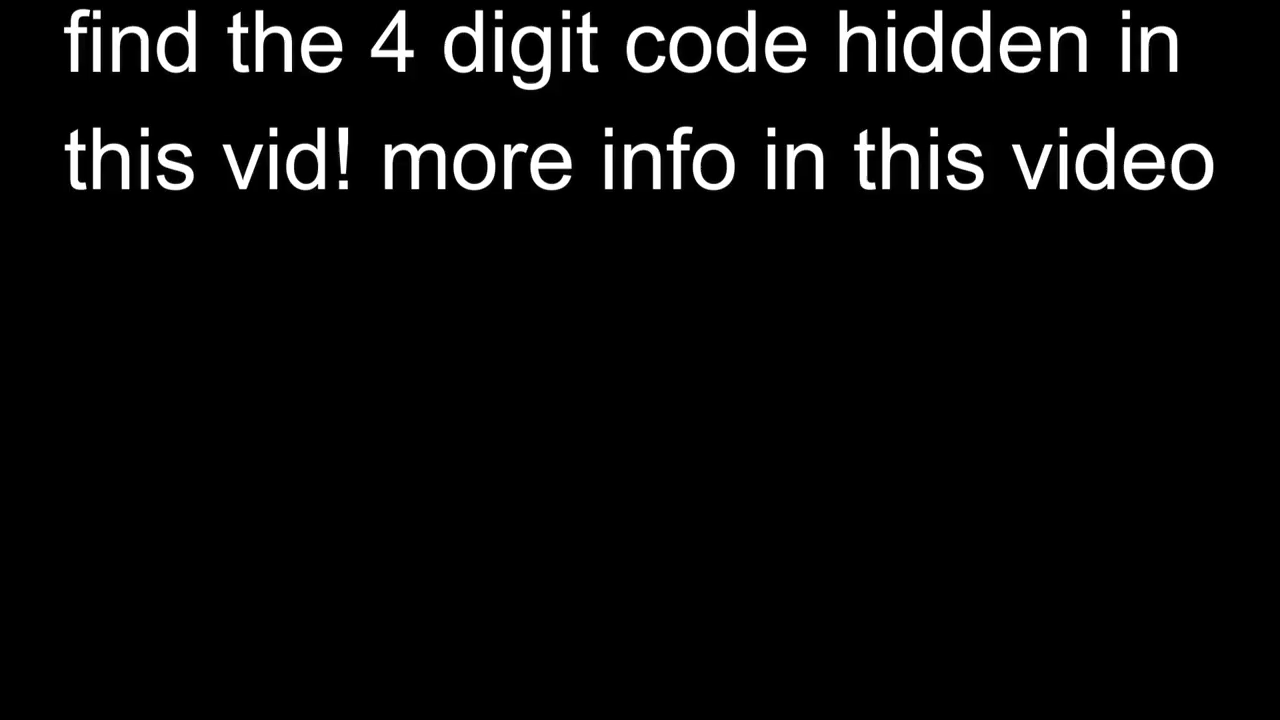 find the 4 digit code hidden in
this vid! more info in this video